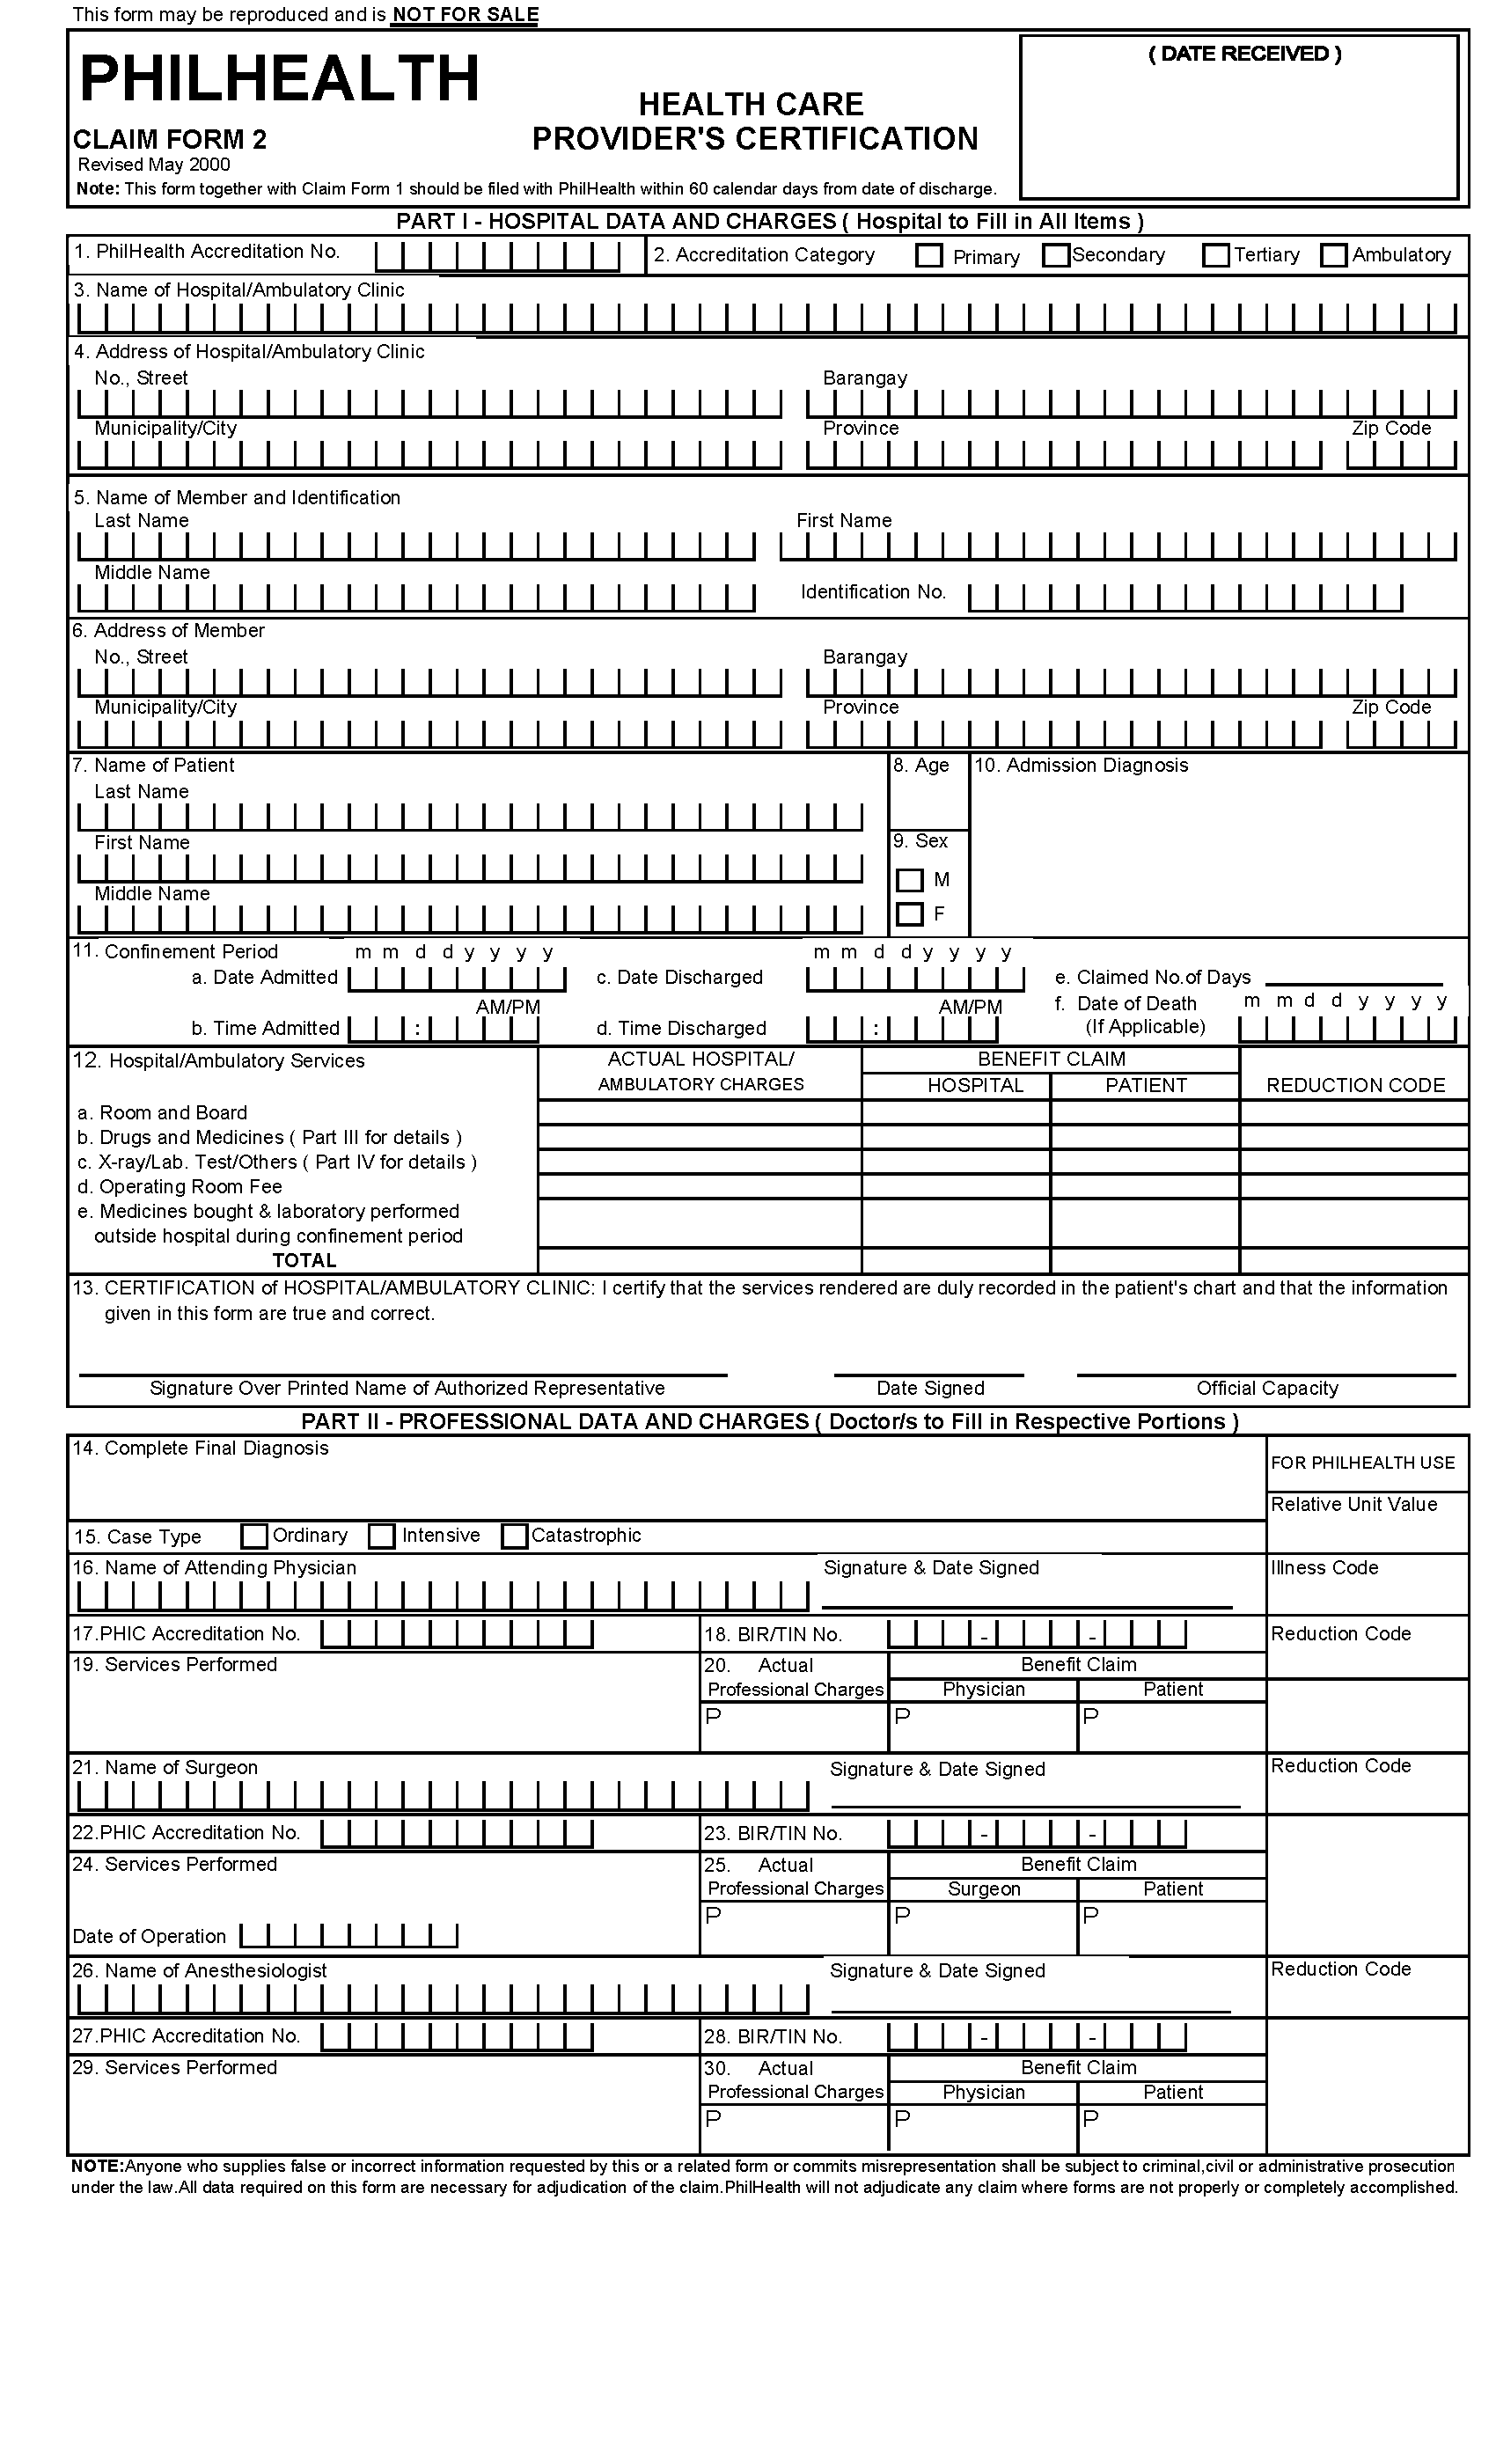 This form may be reproduced and is NOT FOR SALE
PHILHEALTH
( DATE RECEIVED )
HEALTH CARE
CLAIM FORM 2 PROVIDER'S CERTIFICATION
Revised May 2000
Note: This form together with Claim Form 1 should be filed with PhilHealth within 60 calendar days from date of discharge.
PART I - HOSPITAL DATA AND CHARGES ( Hospital to Fill in All Items )
1. PhilHealth Accreditation No. 2. Accreditation Category Primary Secondary Tertiary Ambulatory
3. Name of Hospital/Ambulatory Clinic
4. Address of Hospital/Ambulatory Clinic
No., Street Barangay
Municipality/City Province Zip Code
5. Name of Member and Identification
Last Name First Name
Middle Name
Identification No.
6. Address of Member
No., Street Barangay
Municipality/City Province Zip Code
7. Name of Patient 8. Age 10. Admission Diagnosis
Last Name
First Name 9. Sex
M
Middle Name
F
11. Confinement Period m m d d y y y y m m d d y y y y
a. Date Admitted c. Date Discharged e. Claimed No.of Days
AM/PM AM/PM f. Date of Death m m d d y y y y
b. Time Admitted : d. Time Discharged : (If Applicable)
12. Hospital/Ambulatory Services ACTUAL HOSPITAL/ BENEFIT CLAIM
AMBULATORY CHARGES HOSPITAL PATIENT REDUCTION CODE
a. Room and Board
b. Drugs and Medicines ( Part III for details )
c. X-ray/Lab. Test/Others ( Part IV for details )
d. Operating Room Fee
e. Medicines bought & laboratory performed
outside hospital during confinement period
TOTAL
13. CERTIFICATION of HOSPITAL/AMBULATORY CLINIC: I certify that the services rendered are duly recorded in the patient's chart and that the information
given in this form are true and correct.
Signature Over Printed Name of Authorized Representative Date Signed Official Capacity
PART II - PROFESSIONAL DATA AND CHARGES ( Doctor/s to Fill in Respective Portions )
14. Complete Final Diagnosis
FOR PHILHEALTH USE
Relative Unit Value
15. Case Type Ordinary Intensive Catastrophic
16. Name of Attending Physician Signature & Date Signed Illness Code
17.PHIC Accreditation No. 18. BIR/TIN No. - - Reduction Code
19. Services Performed 20. Actual Benefit Claim
Professional Charges Physician Patient
P P P
21. Name of Surgeon Signature & Date Signed Reduction Code
22.PHIC Accreditation No. 23. BIR/TIN No. - -
24. Services Performed 25. Actual Benefit Claim
Professional Charges Surgeon Patient
P P P
Date of Operation
26. Name of Anesthesiologist Signature & Date Signed Reduction Code
27.PHIC Accreditation No. 28. BIR/TIN No. - -
29. Services Performed 30. Actual Benefit Claim
Professional Charges Physician Patient
P P P
NOTE:Anyone who supplies false or incorrect information requested by this or a related form or commits misrepresentation shall be subject to criminal,civil or administrative prosecution
under the law.All data required on this form are necessary for adjudication of the claim.PhilHealth will not adjudicate any claim where forms are not properly or completely accomplished.